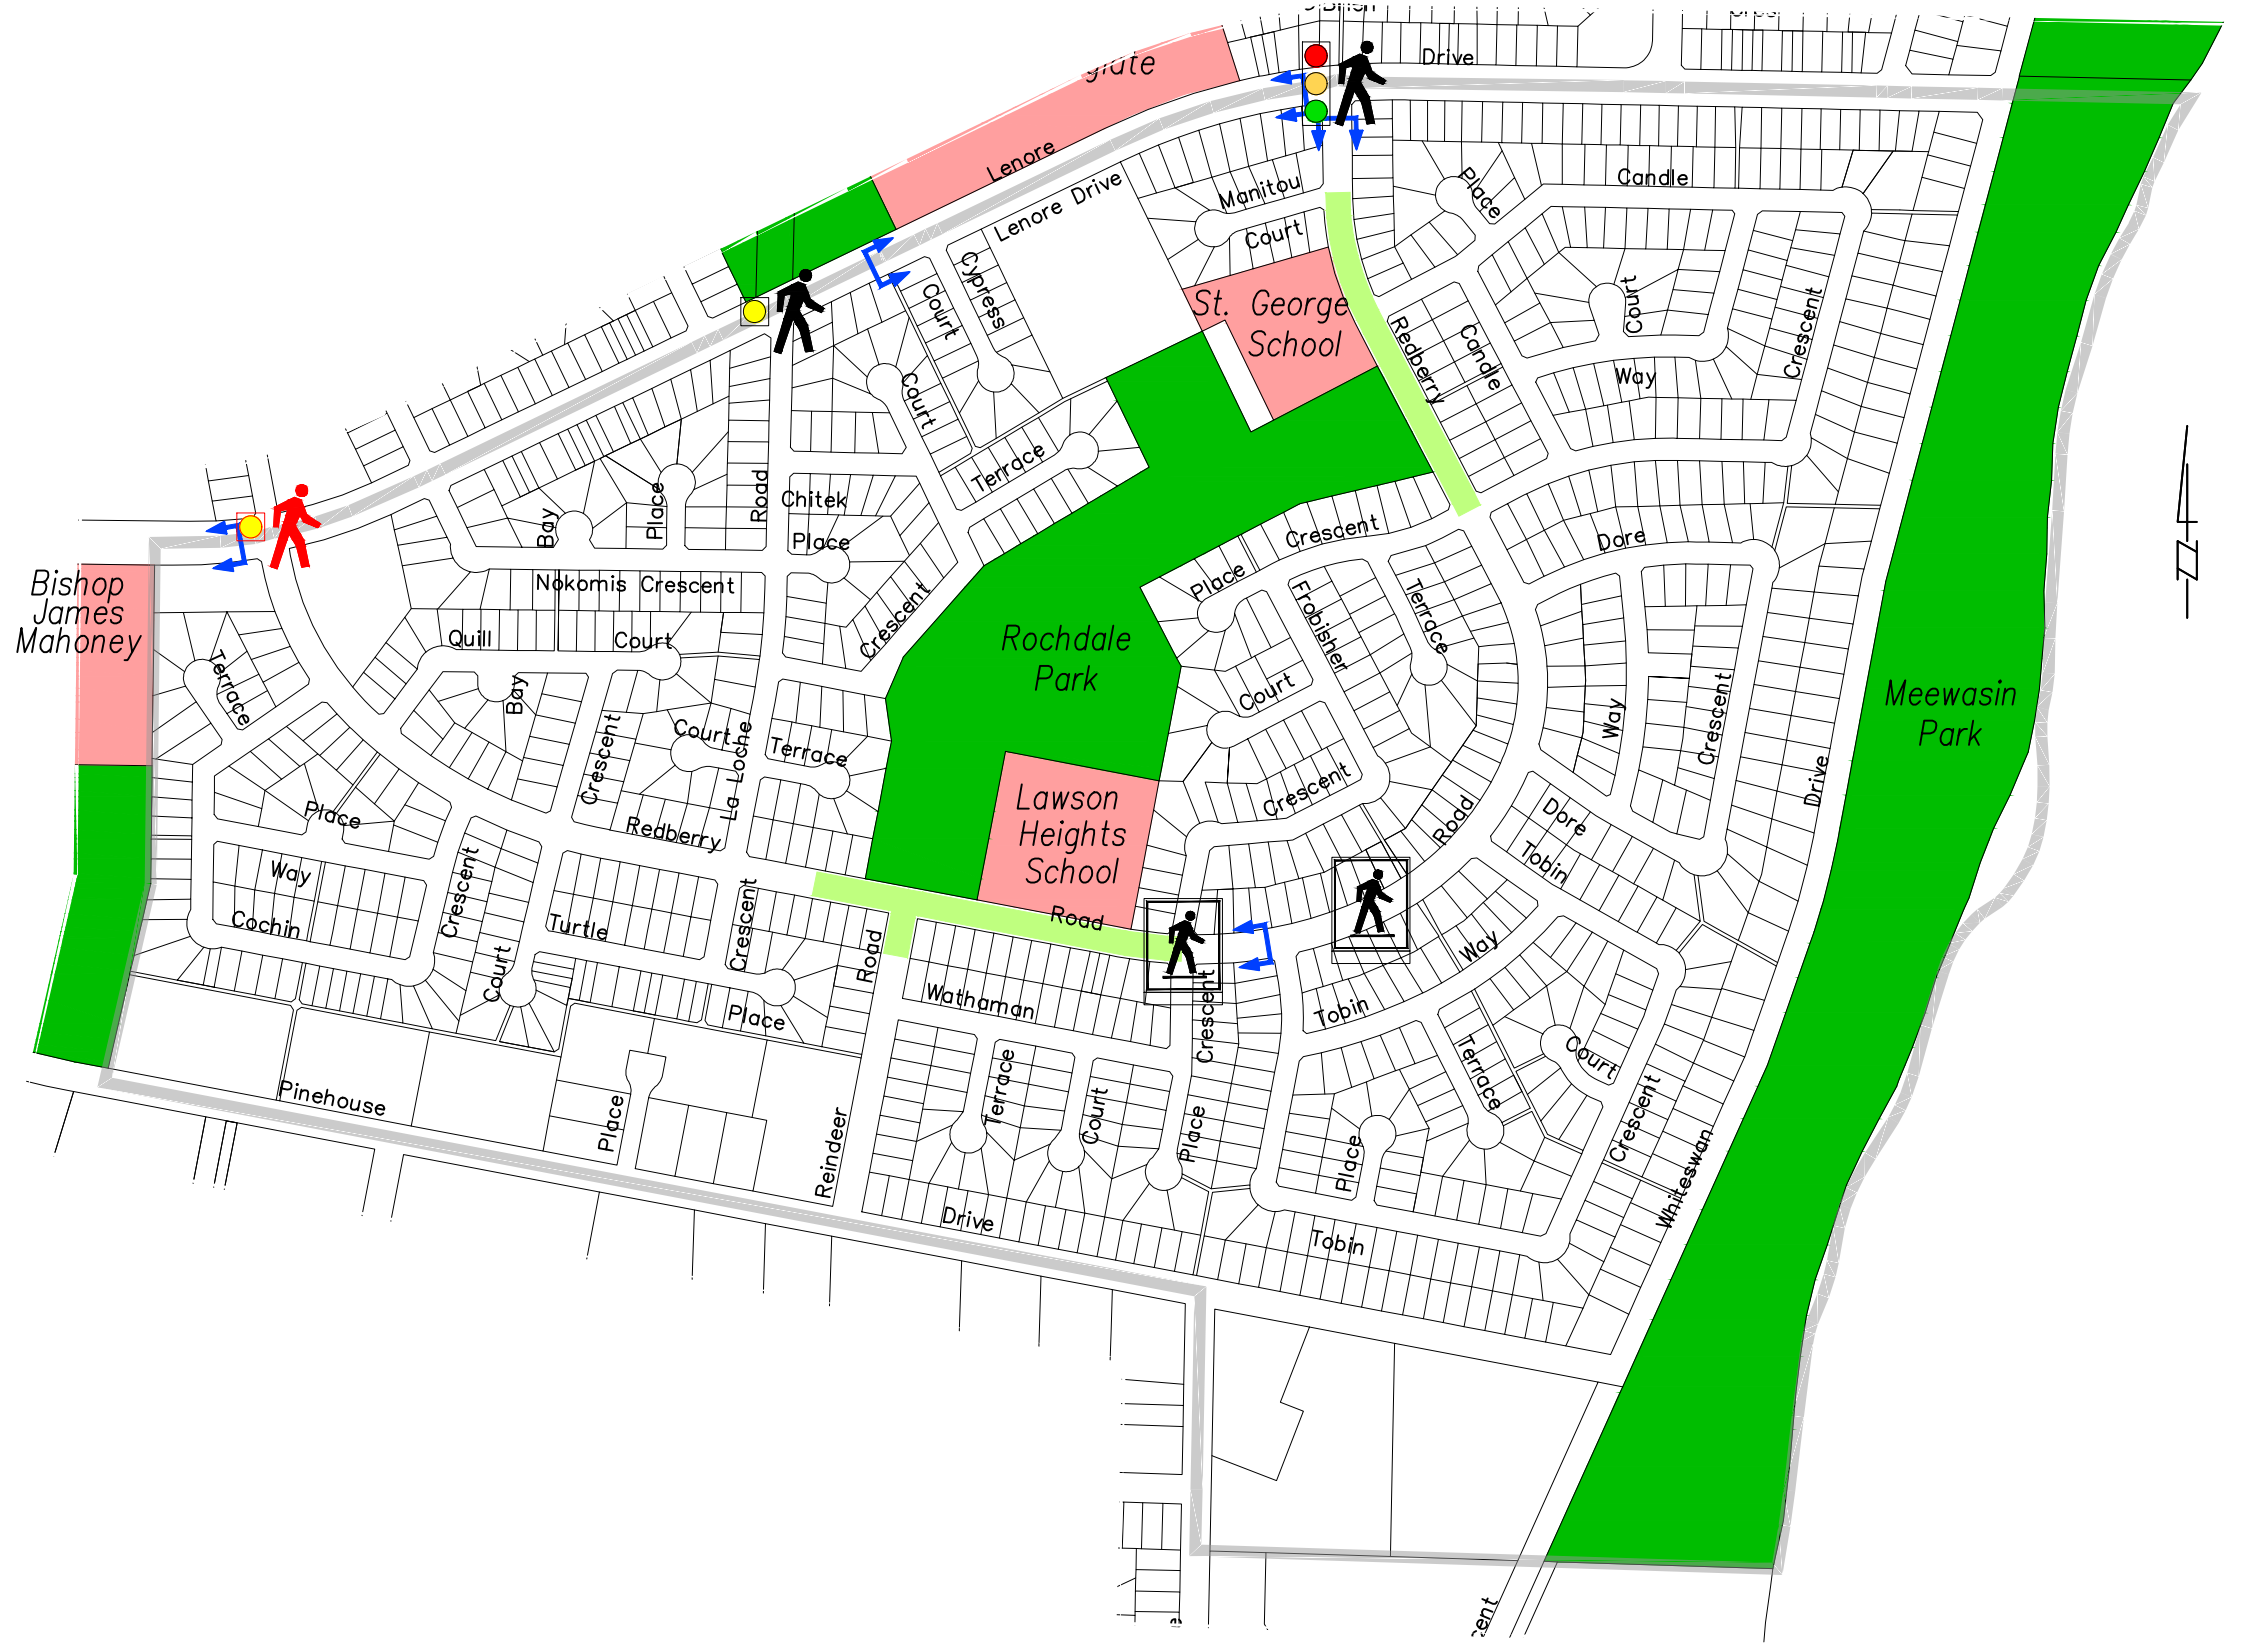 Drive
Lenore
Lenore Drive
Manitou
Court
Place
Candle
Court
Cypress
Court
St. George
School
Redberry
Candle
Court
Way
Crescent
Court
Terrace
Road
Chitek
Place
Place
Bay
Crescent
Dore
Place
Bishop
James
Mahoney
Nokomis Crescent
Crescent
Frobisher
Terrace
Quill
Court
Rochdale
Park
Terrace
Bay
Court
Way
Crescent
Meewasin
Park
Crescent
Court
La Loche
Terrace
Crescent
Drive
Place
Redberry
Lawson
Heights
School
Road
Dore
Tobin
Way
Crescent
Cochin
Turtle
Crescent
Road
Road
Way
Court
Wathaman
Place
Crescent
Tobin
Pinehouse
Place
Terrace
Court
Place
Terrace
Court
Crescent
Reindeer
Place
Whiteswan
Drive
Tobin